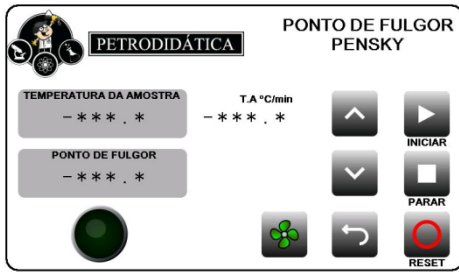 PONTO DE FULGOR
PENSKY
PETRODIDÁTICA
TEMPERATURA DA AMOSTRA
-***.*
T.A °C/min
-***.*
INICIAR
PONTO DE FULGOR
-***.*
PARAR
RESET